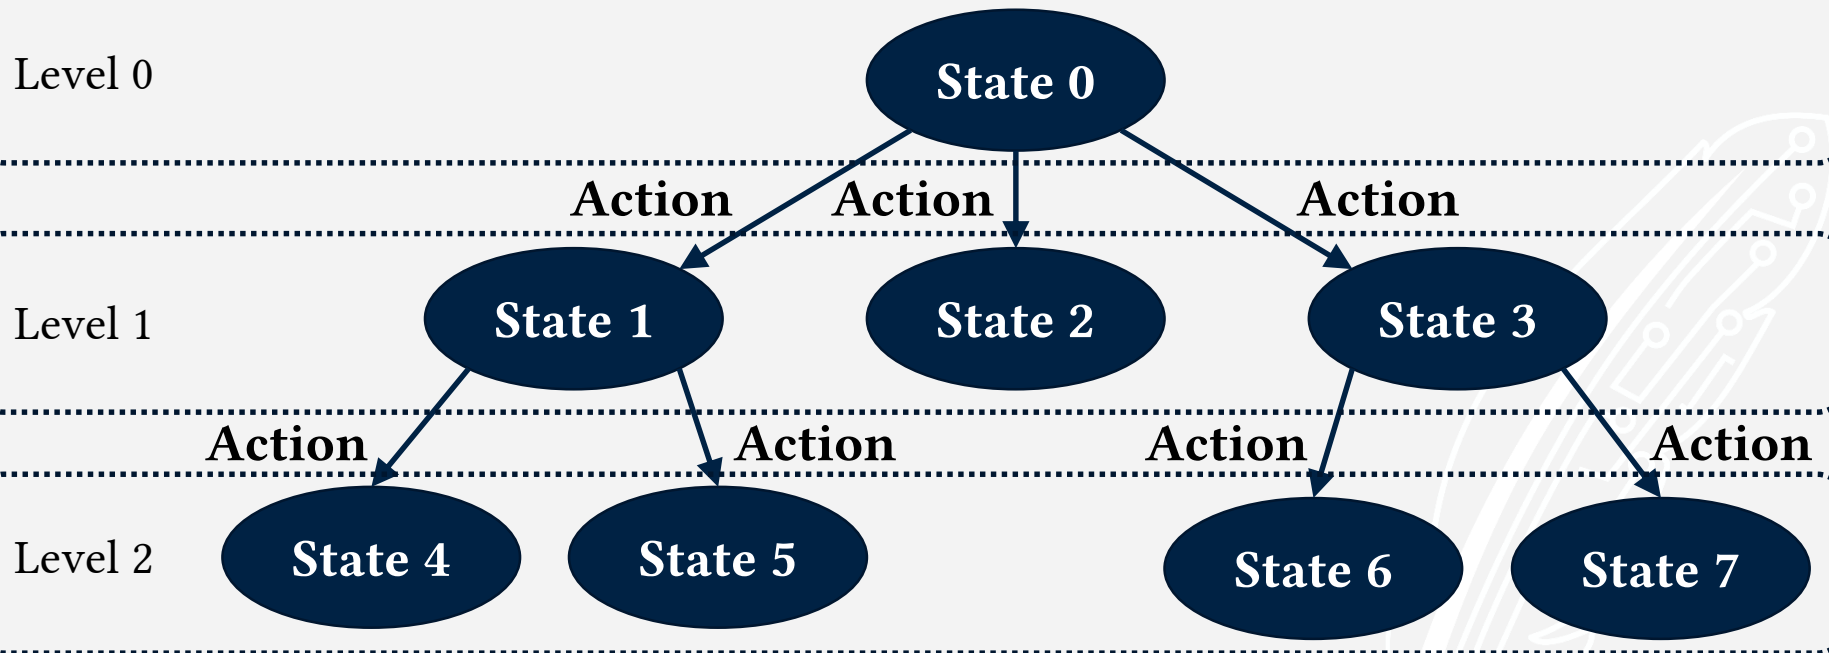 Level 0
State 0
Action Action Action
Level 1
State 1 State 2 State 3
Action Action Action Action
Level 2
State 4 State 5 State 6 State 7